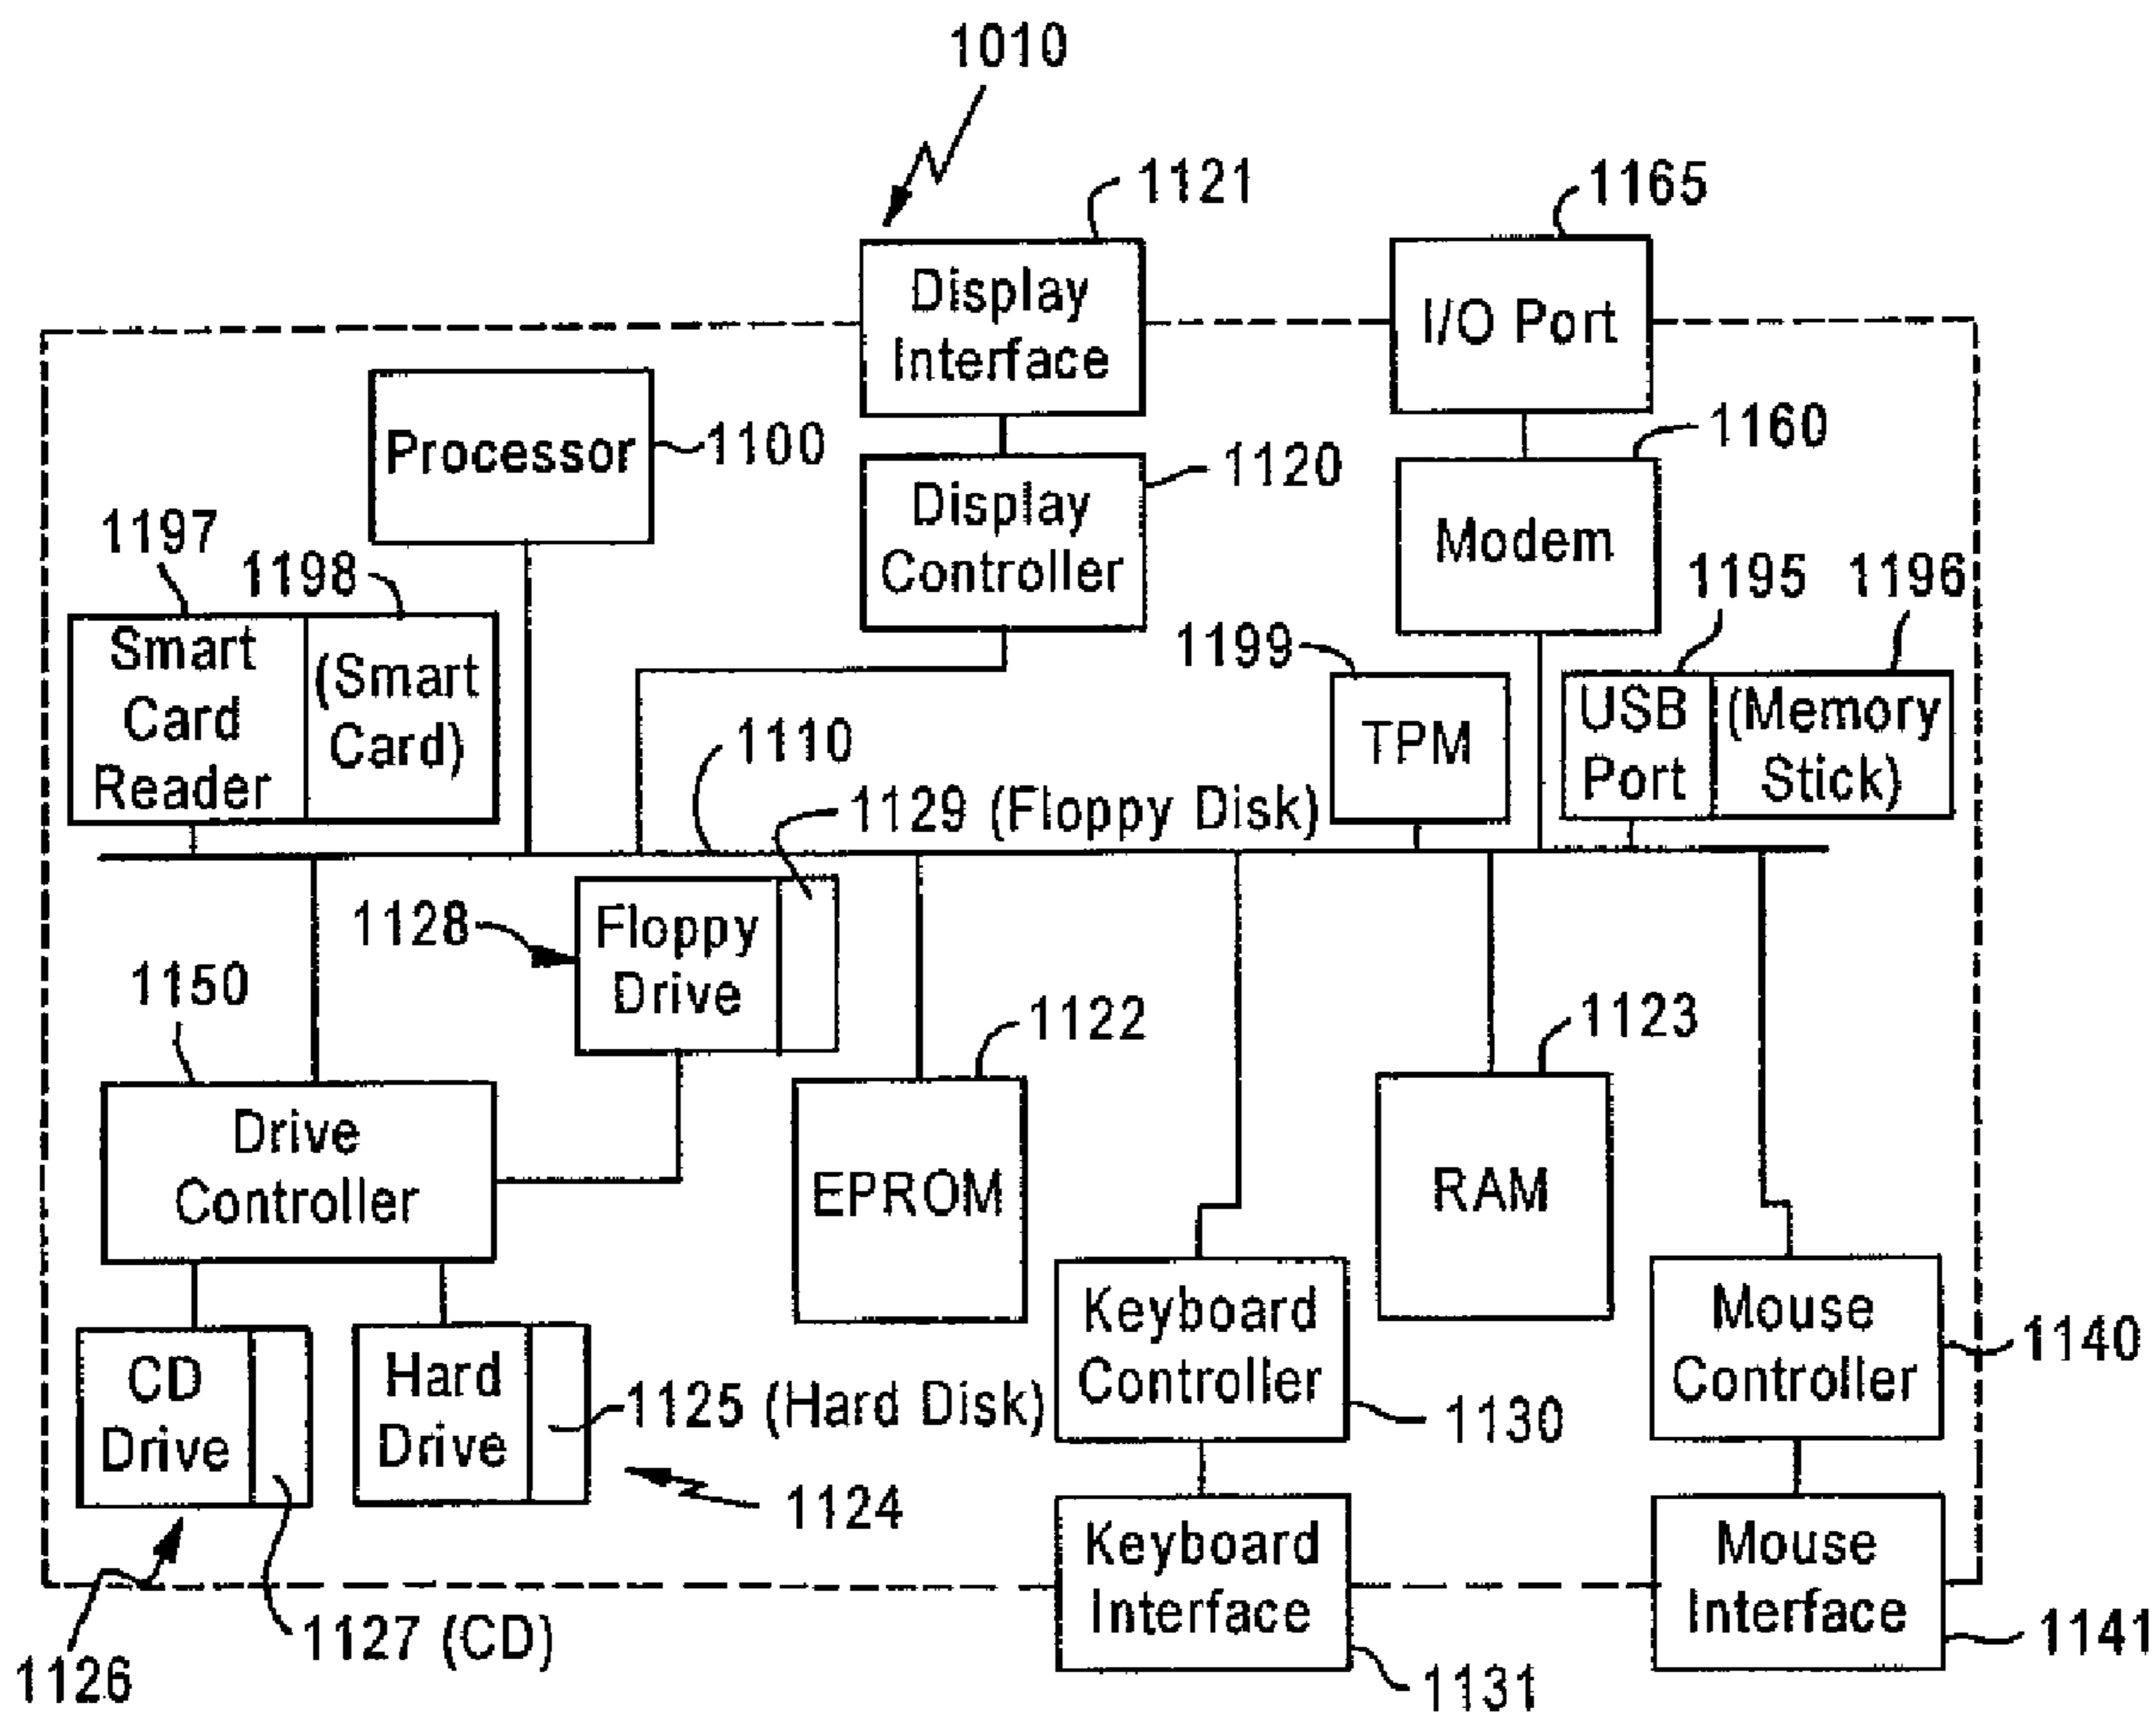 1010
1121
1165
Display
Interface
I/O Port
Processor
1100
1160
1120
Display
Controller
Modem
1197
1198
1195
1196
Smart
Card
Reader
(Smart
Card)
1199
TPM
USB
Port
(Memory
Stick)
1110
1129 (Floppy Disk)
1128
Floppy
Drive
1150
1122
1123
Drive
Controller
EPROM
RAM
Keyboard
Controller
1130
Mouse
Controller
1140
CD
Drive
Hard
Drive
1125 (Hard Disk)
1124
Keyboard
Interface
1131
Mouse
Interface
1141
1127 (CD)
1126